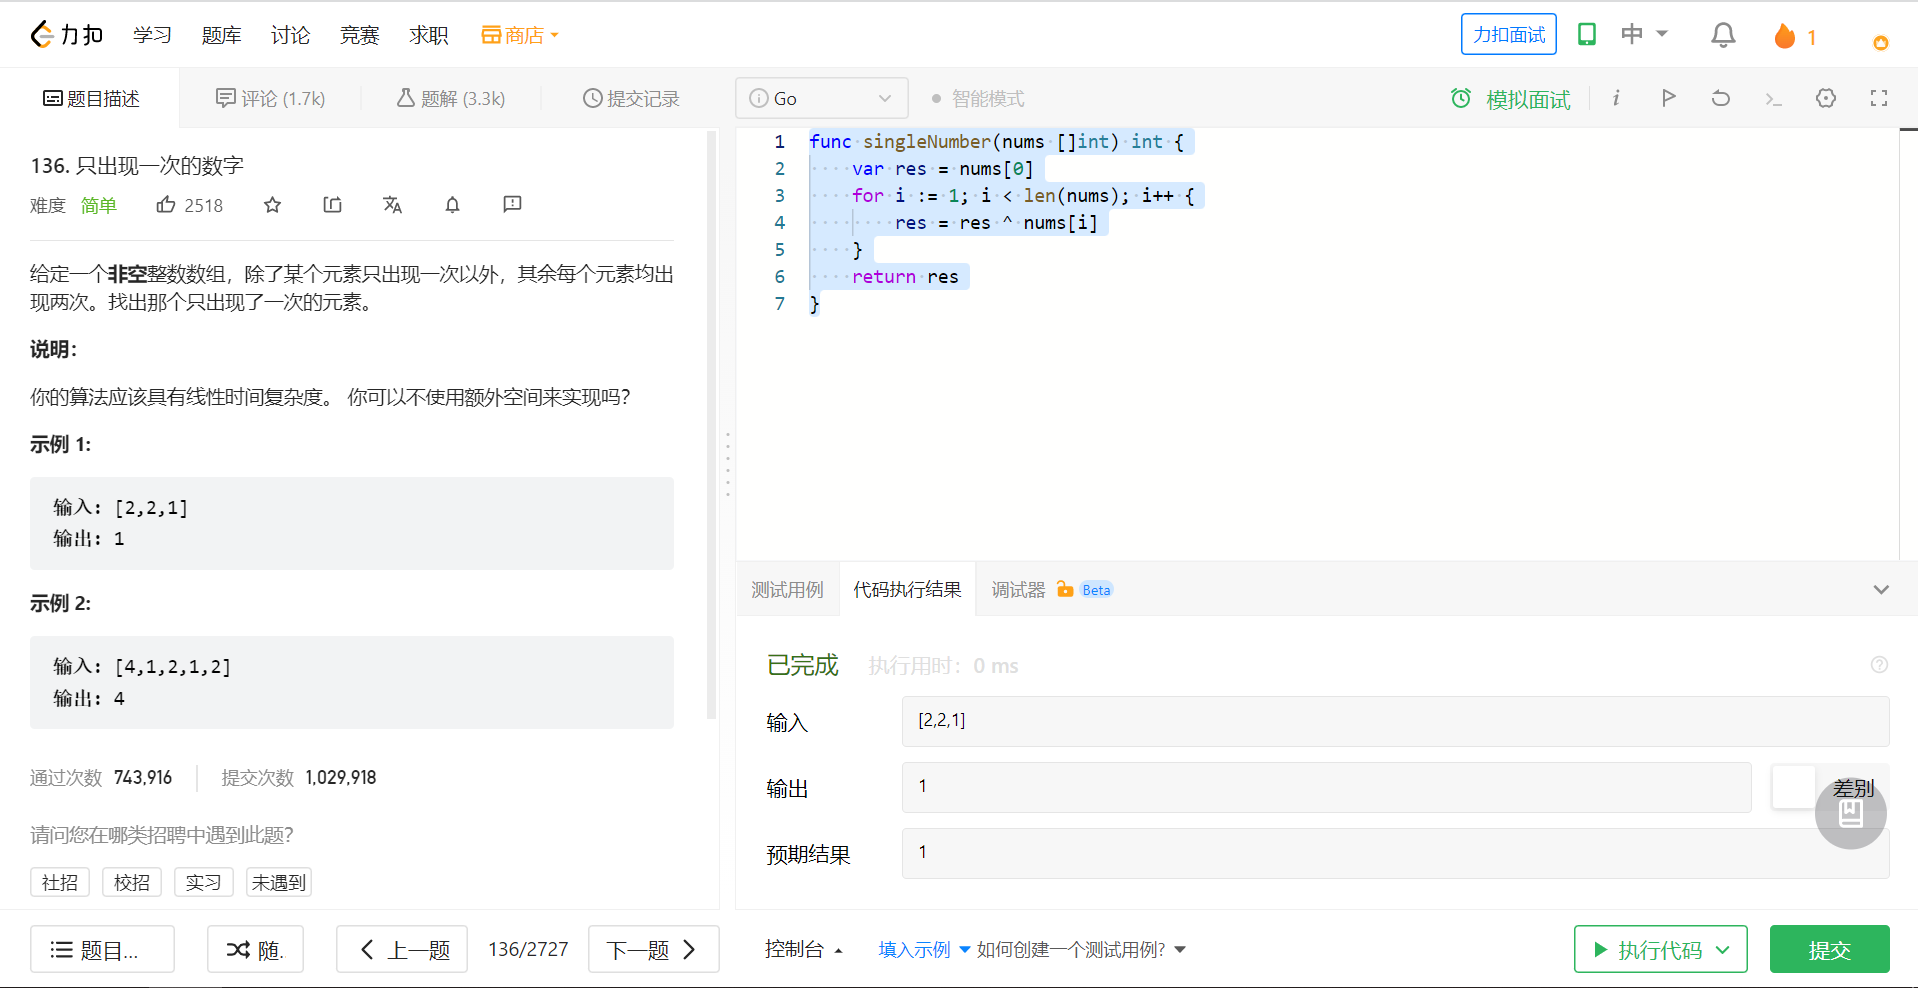 力扣 学习 题库 讨论 竞赛 求职 商店 力扣面试 中 1
题目描述 评论 (1.7k) 题解 (3.3k) 提交记录
136. 只出现一次的数字
难度 简单 2518
给定一个非空整数数组，除了某个元素只出现一次以外，其余每个元素均出
现两次。找出那个只出现了一次的元素。
说明：
你的算法应该具有线性时间复杂度。 你可以不使用额外空间来实现吗？
示例 1:
输入: [2,2,1]
输出: 1
示例 2:
输入: [4,1,2,1,2]
输出: 4
通过次数 743,916 提交次数 1,029,918
请问您在哪类招聘中遇到此题？
社招 校招 实习 未遇到
题目... 随. 上一题 136/2727 下一题
Go 智能模式 模拟面试
1 func singleNumber(nums []int) int {
2 var res = nums[0]
3 for i := 1; i < len(nums); i++ {
4 res = res ^ nums[i]
5 }
6 return res
7 }
测试用例 代码执行结果 调试器 Beta
已完成 执行用时：0 ms
输入 [2,2,1]
输出 1 差别
预期结果 1
控制台 填入示例 如何创建一个测试用例？ 执行代码 提交